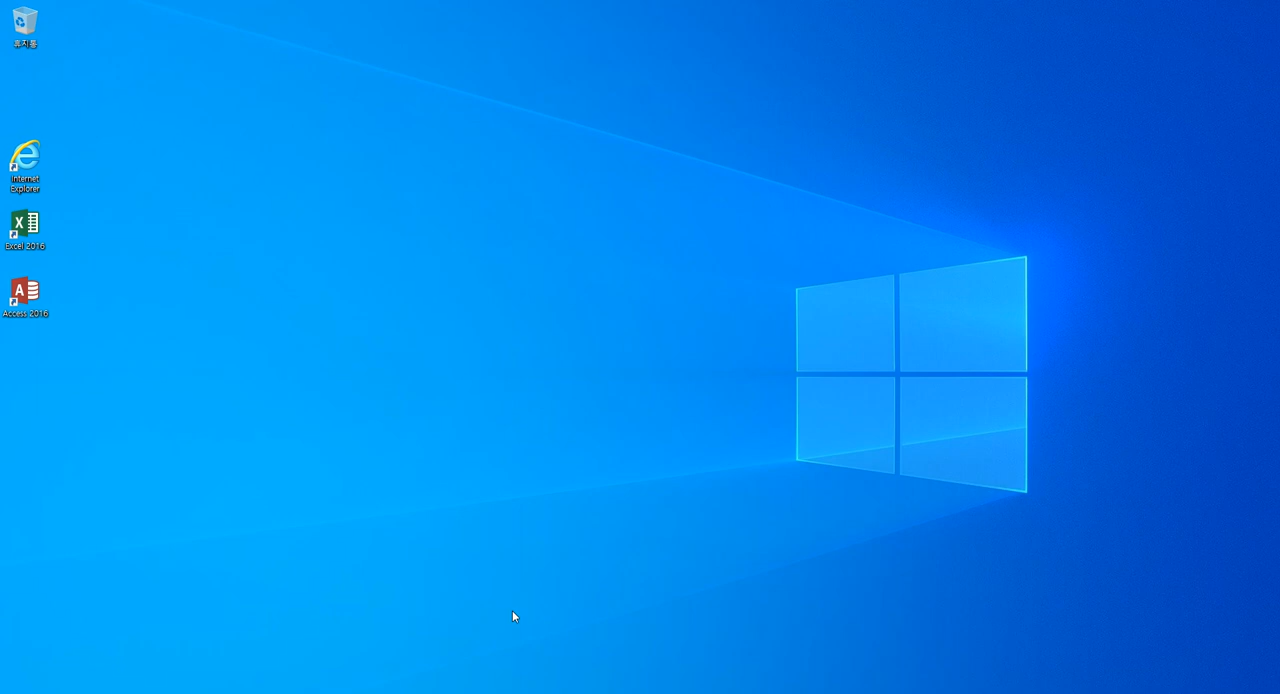 휴지통
Internet
Explorer
Excel 2016
Access 2016